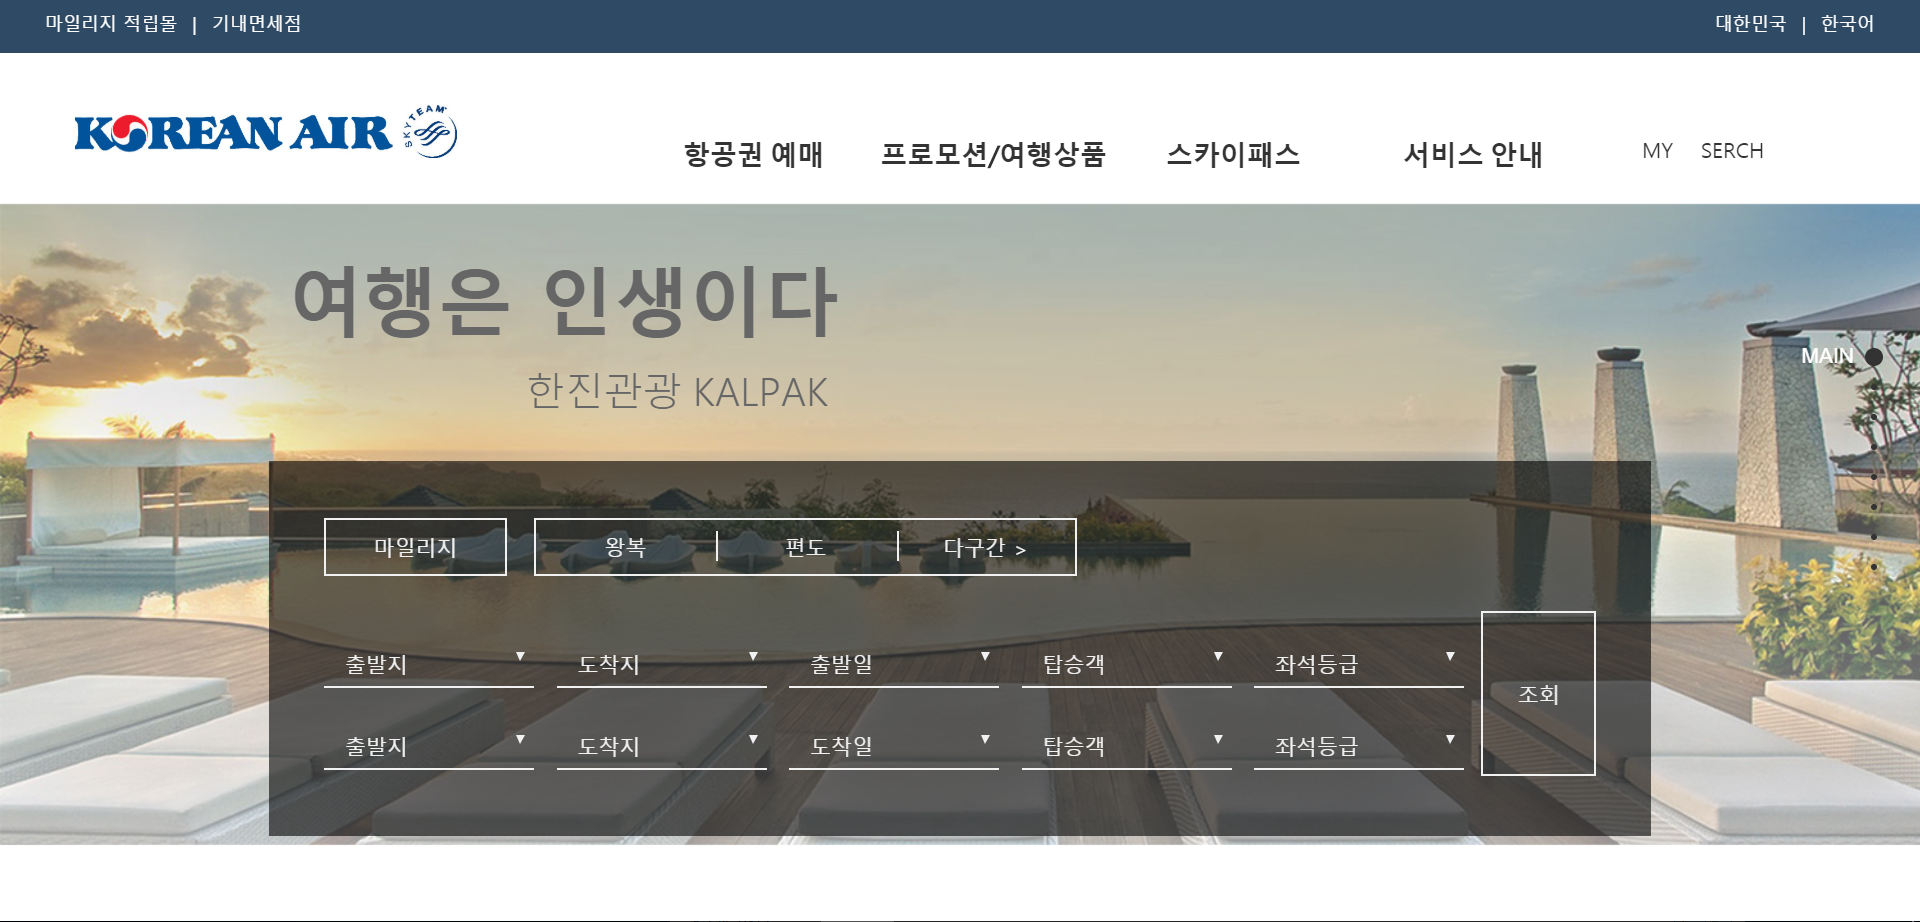 마일리지 적립몰 | 기내면세점
대한민국 | 한국어
KOREAN AIR SKYTEAM
항공권 예매 프로모션/여행상품 스카이패스 서비스 안내 MY SERCH
여행은 인생이다
한진관광 KALPAK
MAIN
마일리지 왕복 | 편도 | 다구간 >
출발지 ▼ 도착지 ▼ 출발일 ▼ 탑승객 ▼ 좌석등급 ▼
조회
출발지 ▼ 도착지 ▼ 도착일 ▼ 탑승객 ▼ 좌석등급 ▼